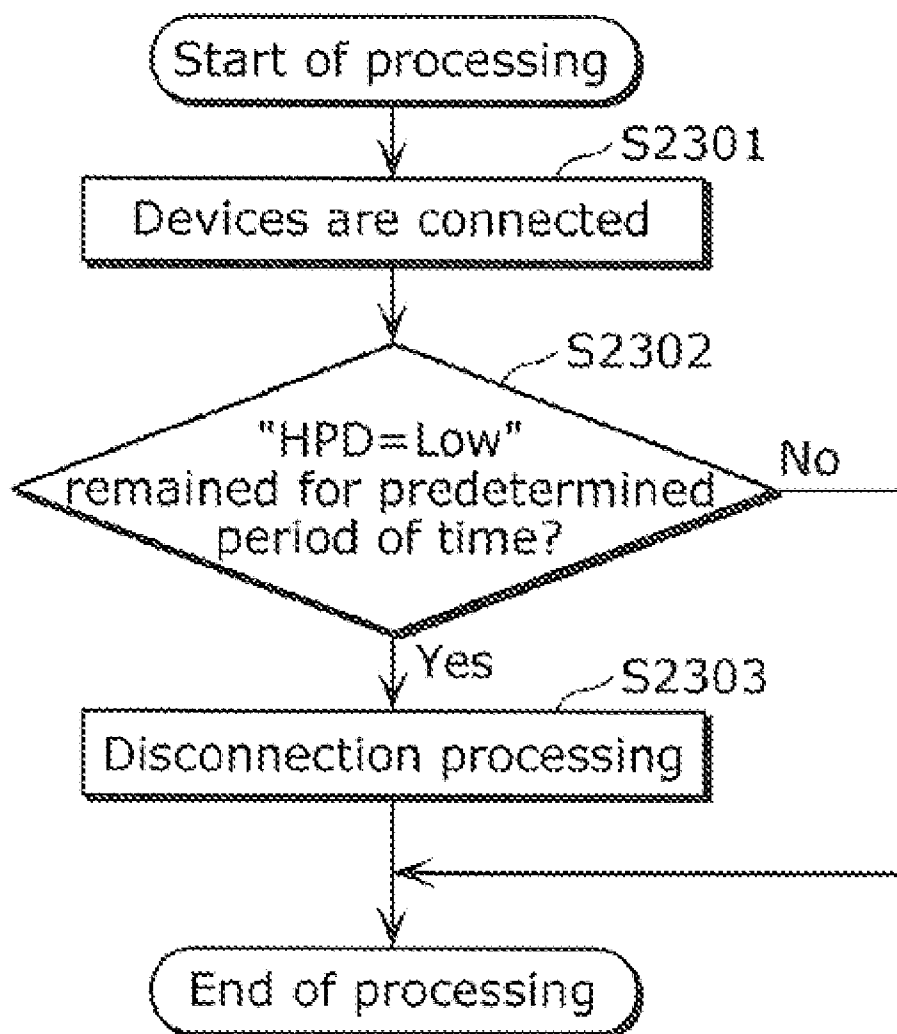 Start of processing
S2301
Devices are connected
S2302
"HPD=Low"
remained for predetermined
period of time?
No
Yes
S2303
Disconnection processing
End of processing